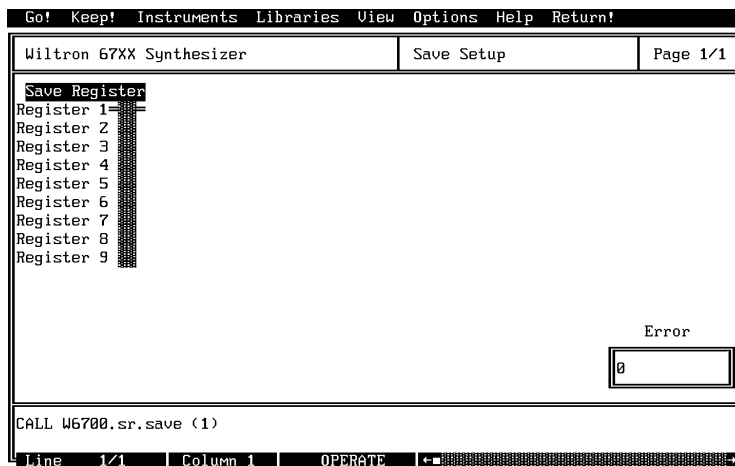 Go! Keep! Instruments Libraries View Options Help Return!
Wiltron 67XX Synthesizer
Save Setup
Page 1/1
Save Register
Register 1
Register 2
Register 3
Register 4
Register 5
Register 6
Register 7
Register 8
Register 9
Error
0
CALL W6700.sr.save (1)
Line 1/1 Column 1 OPERATE